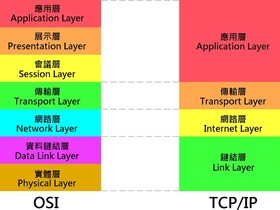 應用層
Application Layer
展示層
Presentation Layer
會議層
Session Layer
傳輸層
Transport Layer
網路層
Network Layer
資料鏈結層
Data Link Layer
實體層
Physical Layer
OSI
應用層
Application Layer
傳輸層
Transport Layer
網路層
Internet Layer
鏈結層
Link Layer
TCP/IP